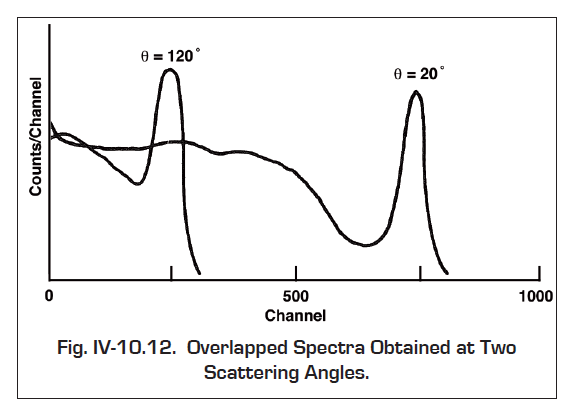 θ = 120°
θ = 20°
Counts/Channel
0
500
1000
Channel
Fig. IV-10.12. Overlapped Spectra Obtained at Two
Scattering Angles.